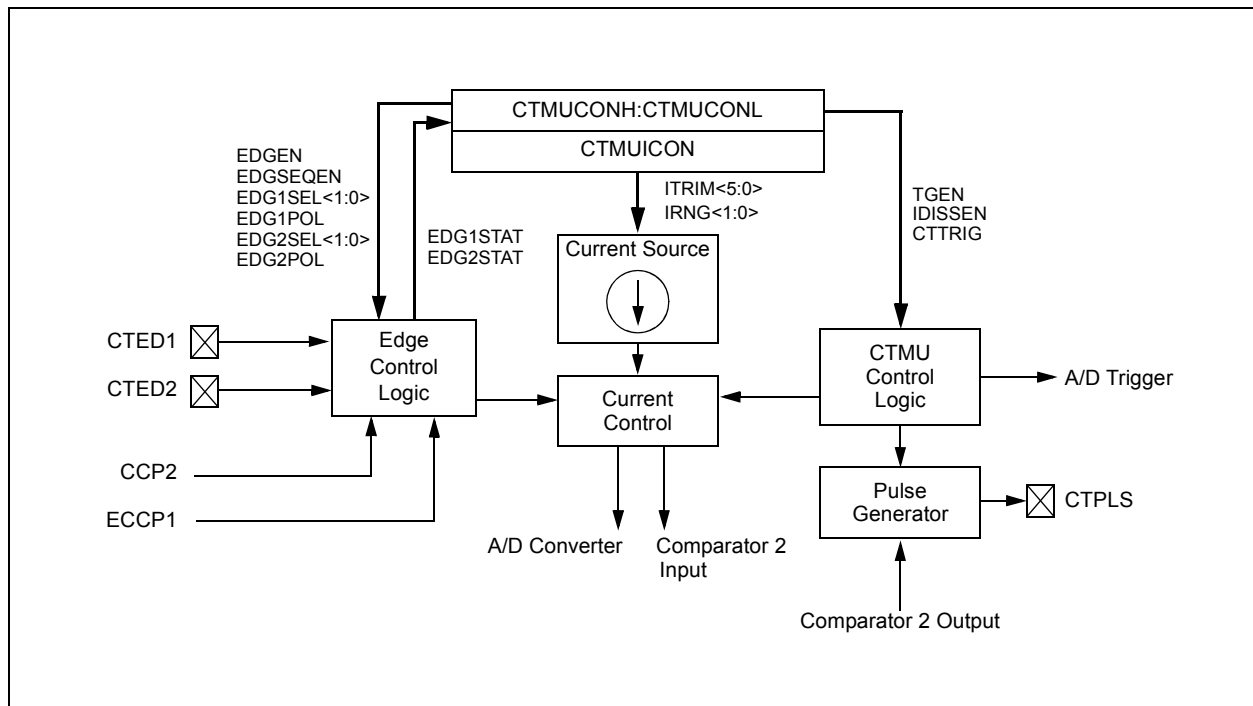 CTMUCONH:CTMUCONL
CTMUICON
EDGEN
EDGSEQEN
EDG1SEL<1:0>
EDG1POL
EDG2SEL<1:0>
EDG2POL
EDG1STAT
EDG2STAT
ITRIM<5:0>
IRNG<1:0>
TGEN
IDISSEN
CTTRIG
Current Source
CTED1
CTED2
Edge
Control
Logic
Current
Control
CTMU
Control
Logic
A/D Trigger
CCP2
ECCP1
Pulse
Generator
CTPLS
A/D Converter
Comparator 2
Input
Comparator 2 Output